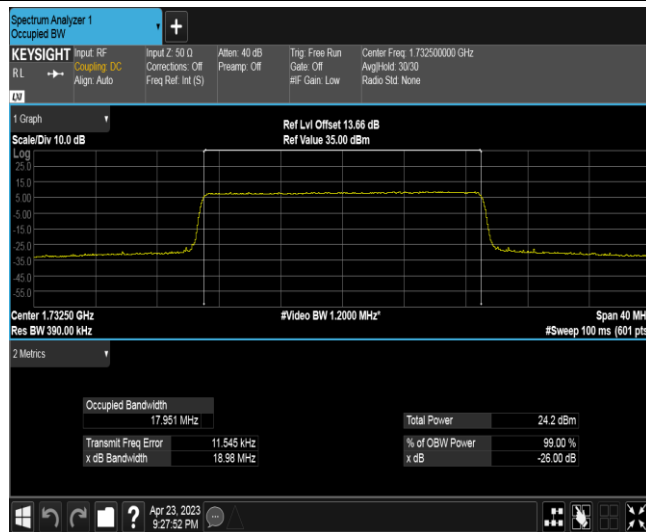 Spectrum Analyzer 1
Occupied BW
+
KEYSIGHT
RL
LXI
Input: RF
Coupling: DC
Align: Auto
Input Z: 50 Ω
Corrections: Off
Freq Ref: Int (S)
Atten: 40 dB
Preamp: Off
Trig: Free Run
Gate: Off
#IF Gain: Low
Center Freq: 1.732500000 GHz
Avg|Hold: 30/30
Radio Std: None
1 Graph
Scale/Div 10.0 dB
Ref Lvl Offset 13.66 dB
Ref Value 35.00 dBm
Log
25.0
15.0
5.00
-5.00
-15.0
-25.0
-35.0
-45.0
-55.0
Center 1.73250 GHz
#Video BW 1.2000 MHz*
Span 40 MH
Res BW 390.00 kHz
#Sweep 100 ms (601 pts
2 Metrics
Occupied Bandwidth
17.951 MHz
Total Power 24.2 dBm
Transmit Freq Error 11.545 kHz
% of OBW Power 99.00 %
x dB Bandwidth 18.98 MHz
x dB -26.00 dB
?
Apr 23, 2023
9:27:52 PM